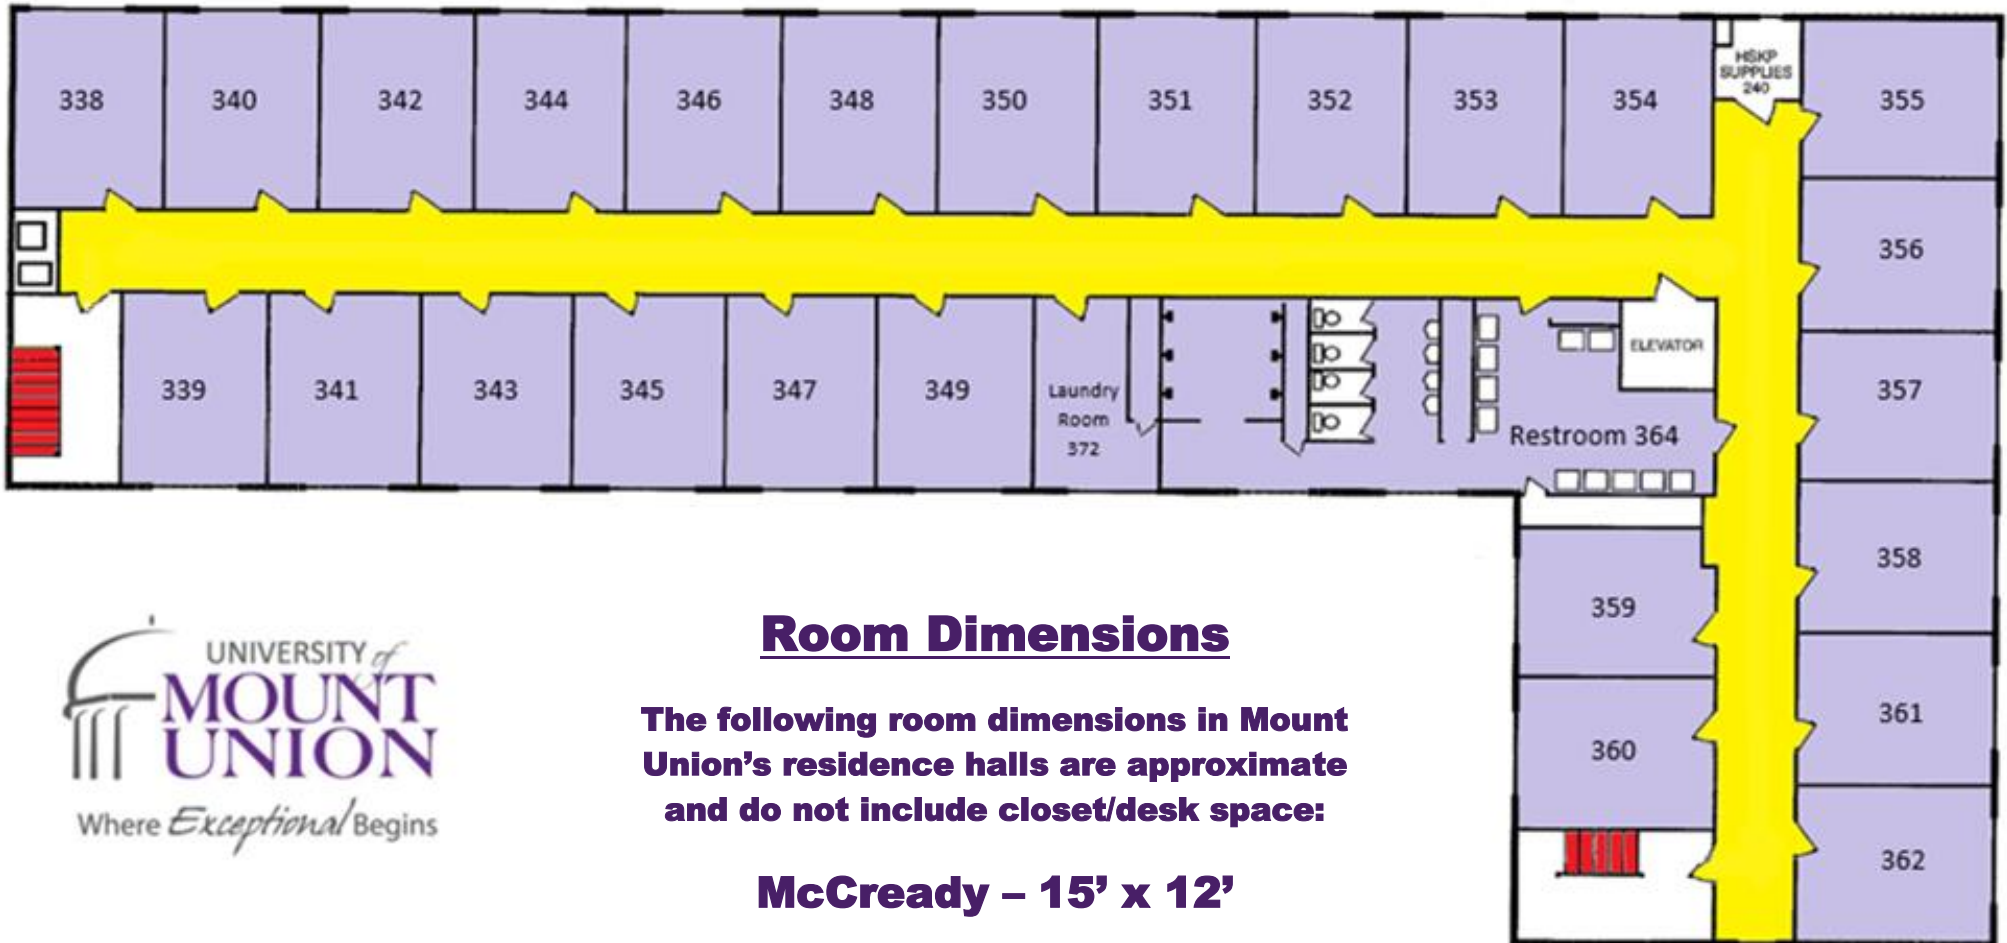 338 340 342 344 346 348 350 351 352 353 354
HSKP
SUPPLIES
240
355
356
339 341 343 345 347 349
Laundry
Room
372
ELEVATOR
Restroom 364
357
358
359
360
361
362
UNIVERSITY of
MOUNT
UNION
Where Exceptional Begins
Room Dimensions
The following room dimensions in Mount
Union’s residence halls are approximate
and do not include closet/desk space:
McCready – 15’ x 12’